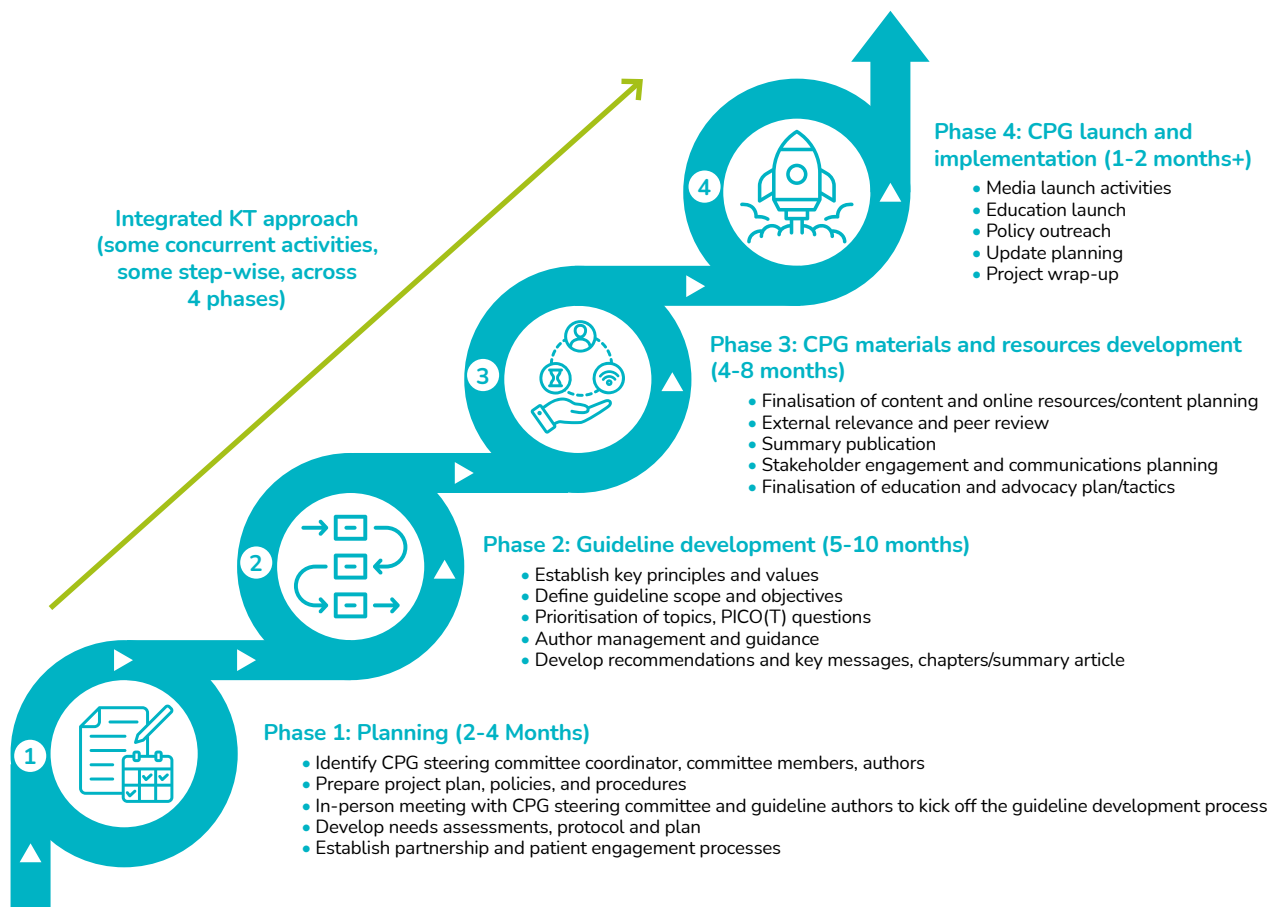 Integrated KT approach
(some concurrent activities,
some step-wise, across
4 phases)
4
Phase 4: CPG launch and
implementation (1-2 months+)
• Media launch activities
• Education launch
• Policy outreach
• Update planning
• Project wrap-up
3
Phase 3: CPG materials and resources development
(4-8 months)
• Finalisation of content and online resources/content planning
• External relevance and peer review
• Summary publication
• Stakeholder engagement and communications planning
• Finalisation of education and advocacy plan/tactics
2
Phase 2: Guideline development (5-10 months)
• Establish key principles and values
• Define guideline scope and objectives
• Prioritisation of topics, PICO(T) questions
• Author management and guidance
• Develop recommendations and key messages, chapters/summary article
1
Phase 1: Planning (2-4 Months)
• Identify CPG steering committee coordinator, committee members, authors
• Prepare project plan, policies, and procedures
• In-person meeting with CPG steering committee and guideline authors to kick off the guideline development process
• Develop needs assessments, protocol and plan
• Establish partnership and patient engagement processes